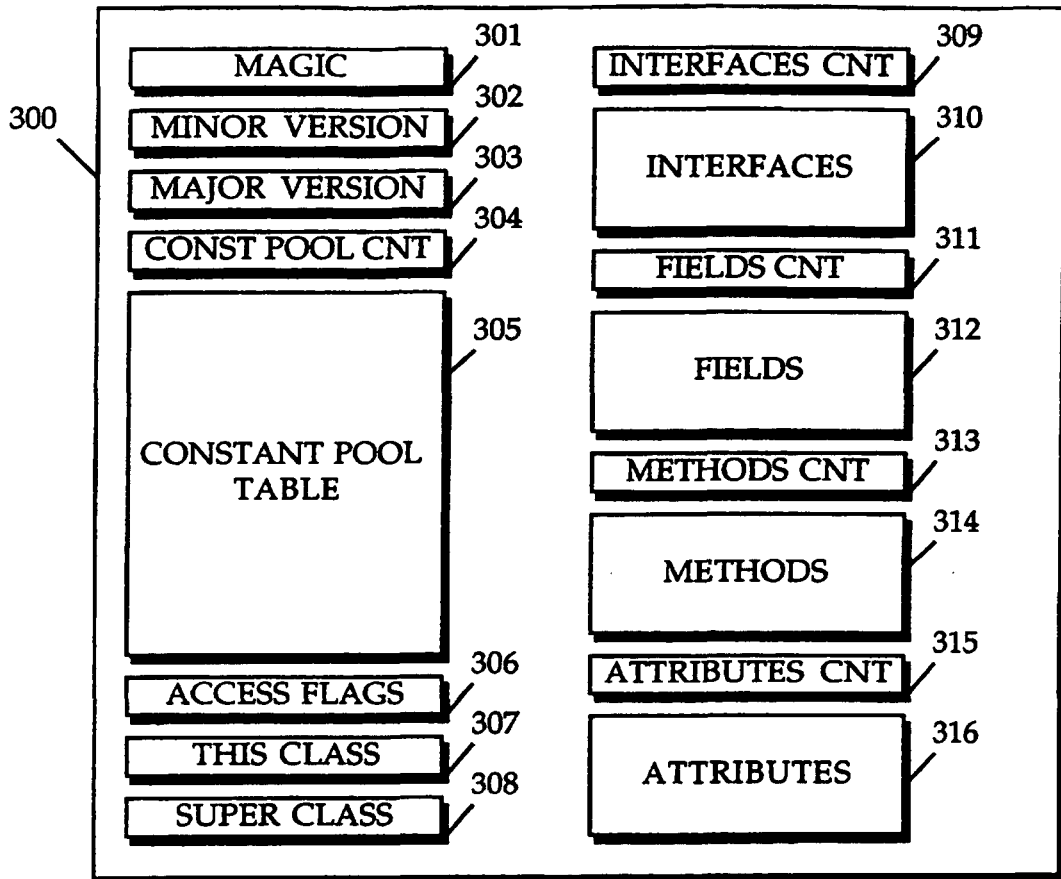 300
MAGIC 301
MINOR VERSION 302
MAJOR VERSION 303
CONST POOL CNT 304
CONSTANT POOL
TABLE
305
ACCESS FLAGS 306
THIS CLASS 307
SUPER CLASS 308
INTERFACES CNT 309
INTERFACES 310
FIELDS CNT 311
FIELDS 312
METHODS CNT 313
METHODS 314
ATTRIBUTES CNT 315
ATTRIBUTES 316